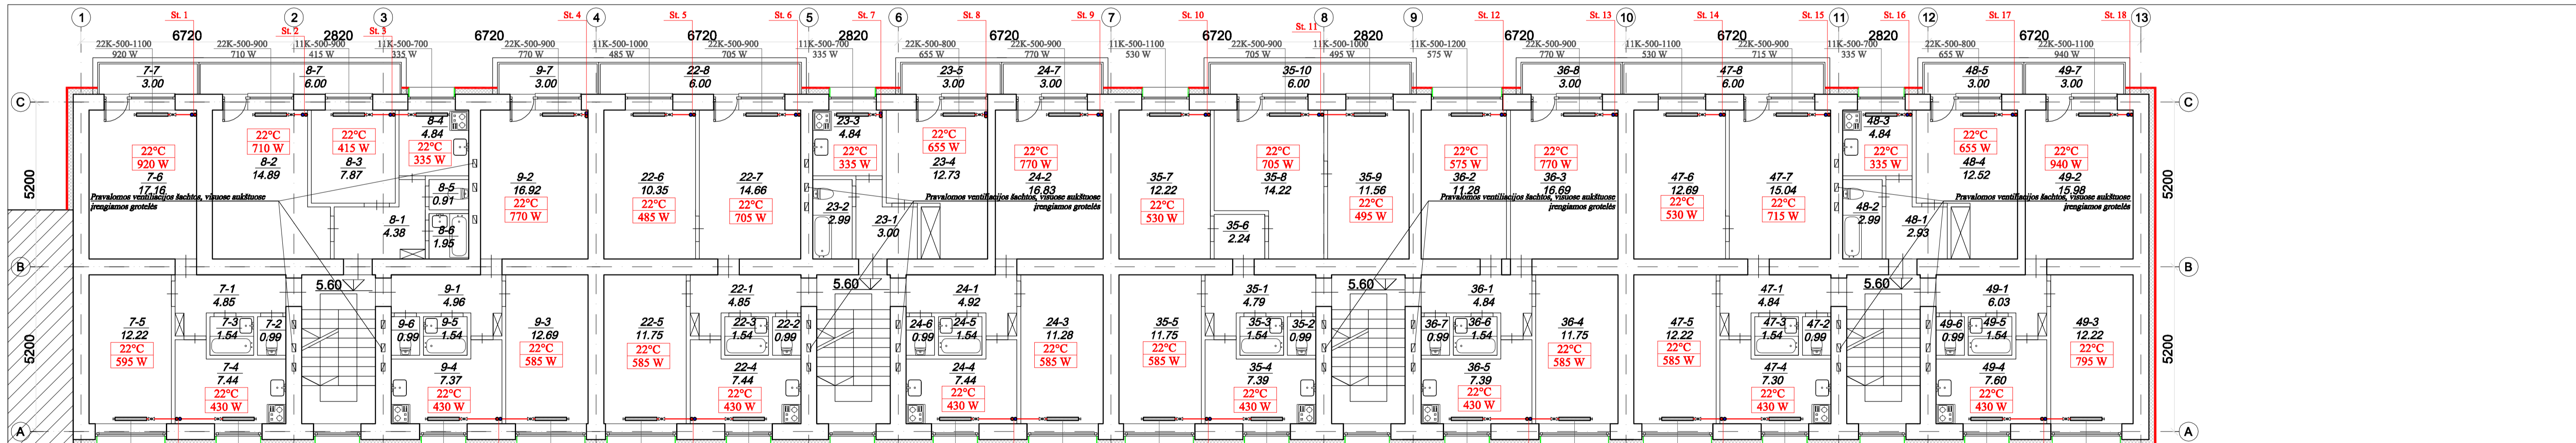 1 2 3 4 5 6 7 8 9 10 11 12 13
St. 1 St. 2 St. 3 St. 4 St. 5 St. 6 St. 7 St. 8 St. 9 St. 10 St. 11 St. 12 St. 13 St. 14 St. 15 St. 16 St. 17 St. 18
6720 2820 6720 6720 2820 6720 6720 2820 6720 6720 2820 6720
22K-500-1100 22K-500-900 11K-500-900 11K-500-700 22K-500-900 11K-500-1000 22K-500-900 11K-500-700 22K-500-800 22K-500-900 11K-500-1100 22K-500-900 11K-500-1000 11K-500-1200 22K-500-900 11K-500-1100 22K-500-900 11K-500-700 22K-500-800 22K-500-1100
920 W 710 W 415 W 335 W 770 W 485 W 705 W 335 W 655 W 770 W 530 W 705 W 495 W 575 W 770 W 530 W 715 W 335 W 655 W 940 W
7-7 8-7 9-7 22-8 23-5 24-7 35-10 36-8 47-8 48-5 49-7
3.00 6.00 3.00 6.00 3.00 3.00 6.00 3.00 6.00 3.00 3.00
C C
8-4 23-3 48-3
4.84 4.84 4.84
22°C 22°C 22°C 22°C 22°C 22°C 22°C 22°C 22°C 22°C 22°C 22°C 22°C 22°C
920 W 710 W 415 W 335 W 335 W 655 W 770 W 705 W 575 W 770 W 335 W 655 W 940 W
7-6 8-2 8-3 9-2 22-6 22-7 23-4 24-2 35-7 35-8 35-9 36-2 36-3 47-6 47-7 48-4 49-2
17.16 14.89 7.87 16.92 10.35 14.66 12.73 16.83 12.22 14.22 11.56 11.28 16.69 12.69 15.04 12.52 15.98
22°C 22°C 22°C 22°C 22°C 22°C 22°C
770 W 485 W 705 W 530 W 495 W 530 W 715 W
5200 5200
Pravalomos ventiliacijos šachtos, visuose aukštuose
įrengiamos grotelės
Pravalomos ventiliacijos šachtos, visuose aukštuose
įrengiamos grotelės
Pravalomos ventiliacijos šachtos, visuose aukštuose
įrengiamos grotelės
Pravalomos ventiliacijos šachtos, visuose aukštuose
įrengiamos grotelės
8-5 23-2 48-2
0.91 2.99 2.99
8-1 8-6 23-1 35-6 48-1
4.38 1.95 3.00 2.24 2.93
B B
5.60 5.60 5.60 5.60
7-1 9-1 22-1 24-1 35-1 36-1 47-1 49-1
4.85 4.96 4.85 4.92 4.79 4.84 4.84 6.03
7-5 7-3 7-2 9-6 9-5 9-3 22-5 22-3 22-2 24-6 24-5 24-3 35-5 35-3 35-2 36-7 36-6 36-4 47-5 47-3 47-2 49-6 49-5 49-3
12.22 1.54 0.99 0.99 1.54 12.69 11.75 1.54 0.99 0.99 1.54 11.28 11.75 1.54 0.99 0.99 1.54 11.75 12.22 1.54 0.99 0.99 1.54 12.22
22°C 22°C 22°C 22°C 22°C 22°C 22°C 22°C
595 W 585 W 585 W 585 W 585 W 585 W 585 W 795 W
5200 5200
7-4 9-4 22-4 24-4 35-4 36-5 47-4 49-4
7.44 7.37 7.44 7.44 7.39 7.39 7.30 7.60
22°C 22°C 22°C 22°C 22°C 22°C 22°C 22°C
430 W 430 W 430 W 430 W 430 W 430 W 430 W 430 W
A A